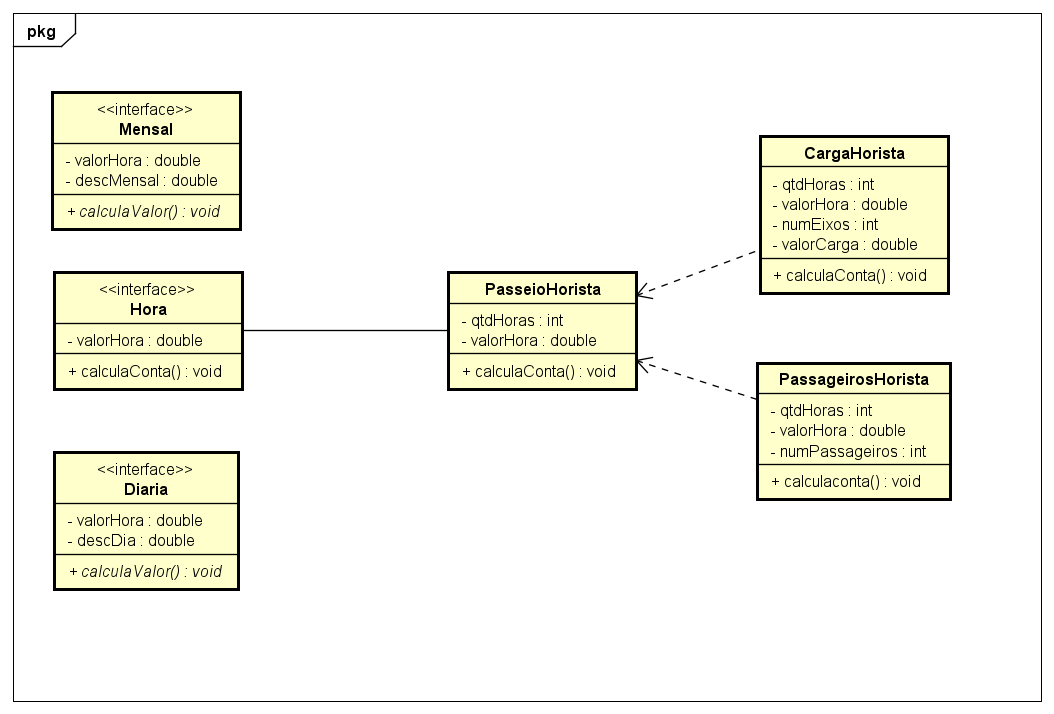 pkg
<<interface>>
Mensal
- valorHora : double
- descMensal : double
+ calculaValor() : void
<<interface>>
Hora
- valorHora : double
+ calculaConta() : void
<<interface>>
Diaria
- valorHora : double
- descDia : double
+ calculaValor() : void
PasseioHorista
- qtdHoras : int
- valorHora : double
+ calculaConta() : void
CargaHorista
- qtdHoras : int
- valorHora : double
- numEixos : int
- valorCarga : double
+ calculaConta() : void
PassageirosHorista
- qtdHoras : int
- valorHora : double
- numPassageiros : int
+ calculaconta() : void